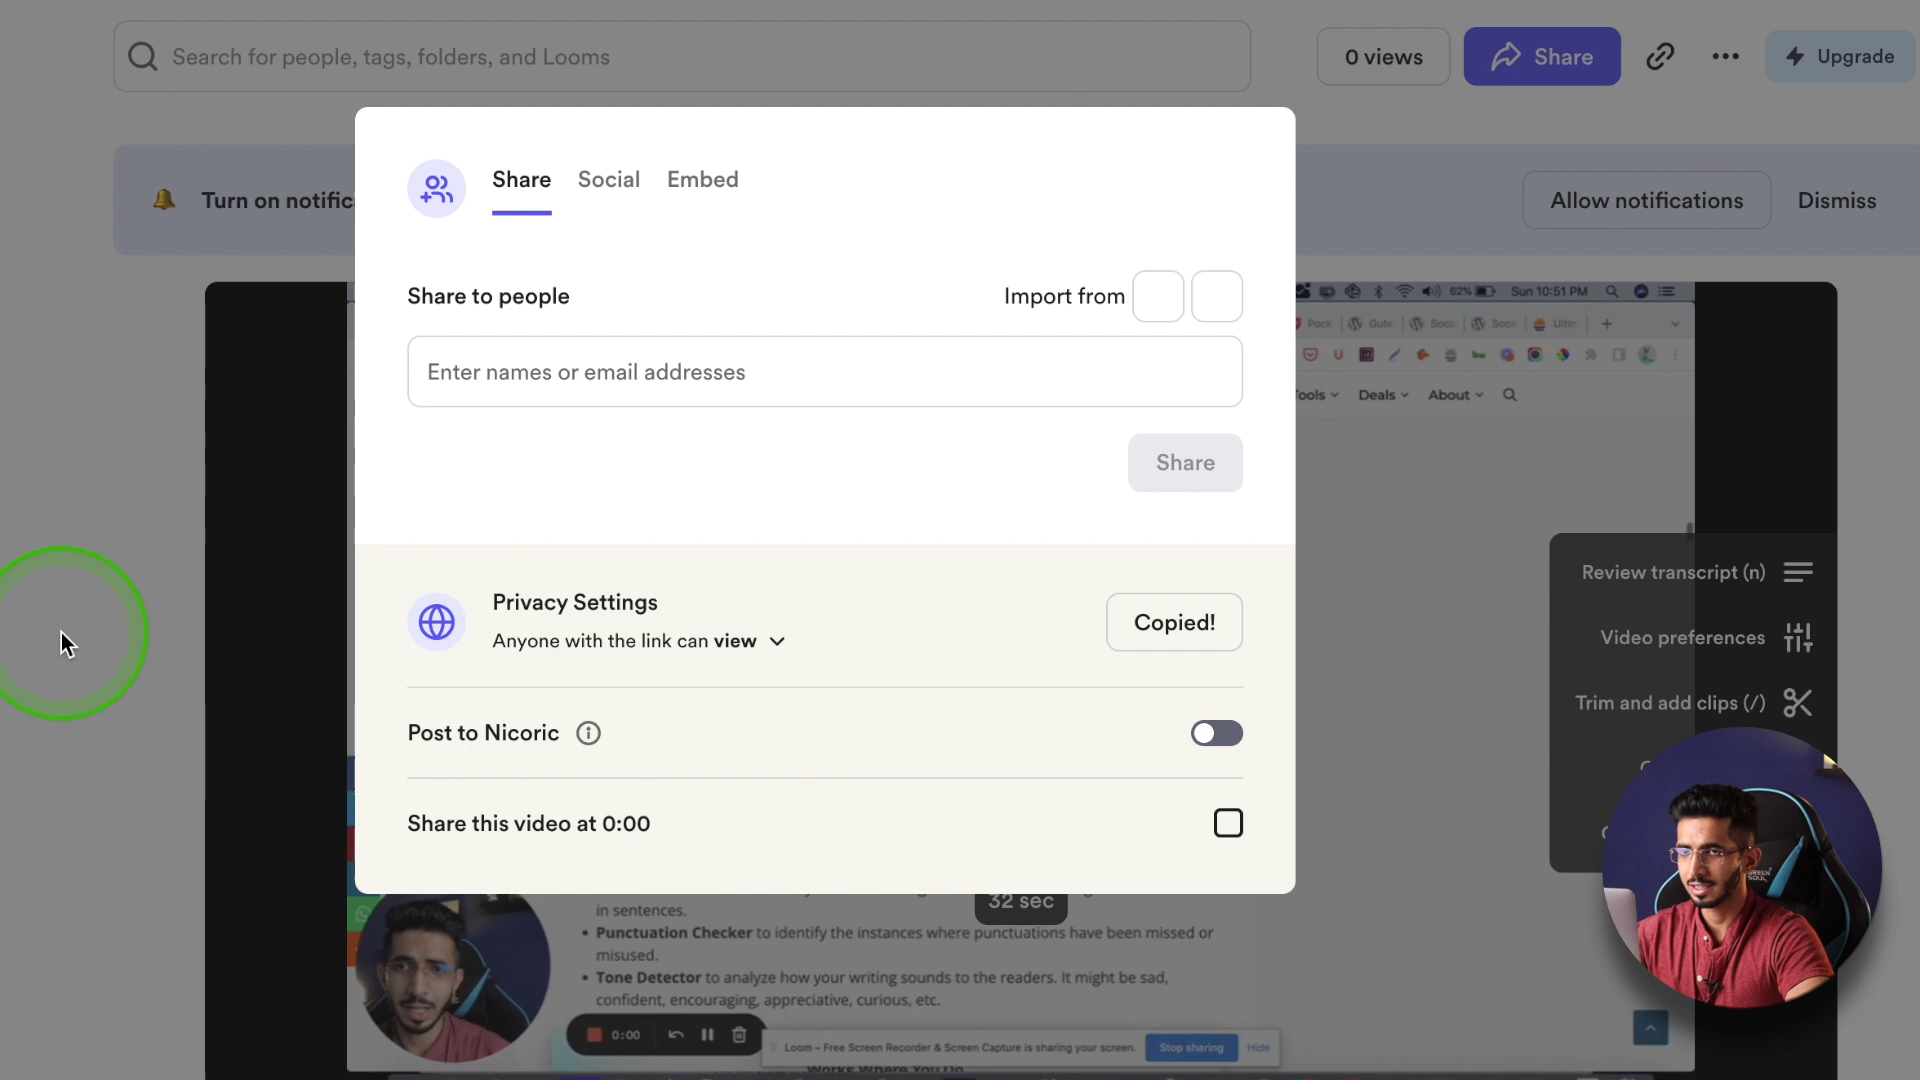 Search for people, tags, folders, and Looms
0 views
Share
Upgrade
Turn on
Allow notifications
Dismiss
Share
Social
Embed
Share to people
Import from
Enter names or email addresses
Share
Privacy Settings
Anyone with the link can view
Copied!
Post to Nicoric
Share this video at 0:00
62%
Sun 10:51 PM
Deals
About
Review transcript (n)
Video preferences
Trim and add clips (/)
32 sec
in sentences.
• Punctuation Checker to identify the instances where punctuations have been missed or
misused.
• Tone Detector to analyze how your writing sounds to the readers. It might be sad,
confident, encouraging, appreciative, curious, etc.
0:00
Loom – Free Screen Recorder & Screen Capture is sharing your screen.
Stop sharing
Hide